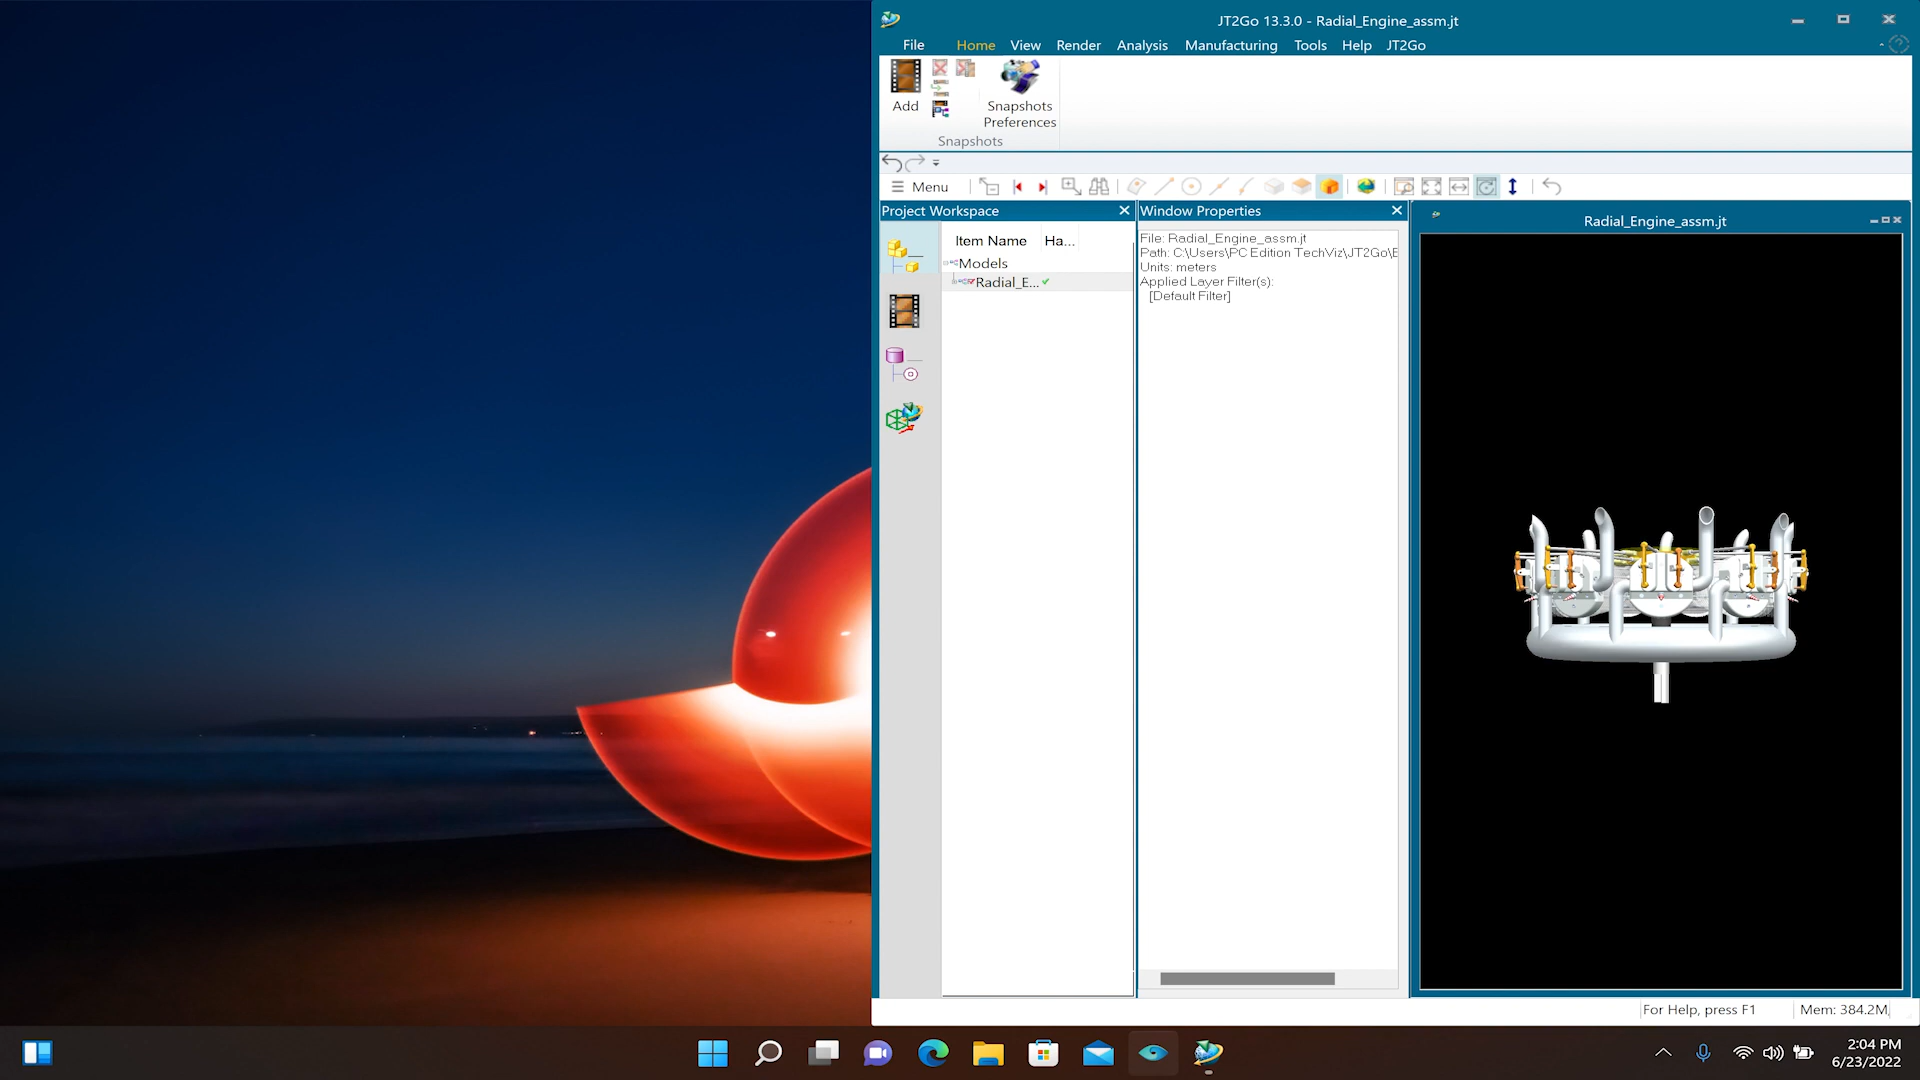 JT2Go 13.3.0 - Radial_Engine_assm.jt
File Home View Render Analysis Manufacturing Tools Help JT2Go
Add
Snapshots
Preferences
Snapshots
Menu
Project Workspace
Item Name Ha...
Models
Radial_E...
Window Properties
File: Radial_Engine_assm.jt
Path: C:\Users\PC Edition TechViz\JT2Go\E
Units: meters
Applied Layer Filter(s):
[Default Filter]
Radial_Engine_assm.jt
For Help, press F1
Mem: 384.2M
2:04 PM
6/23/2022